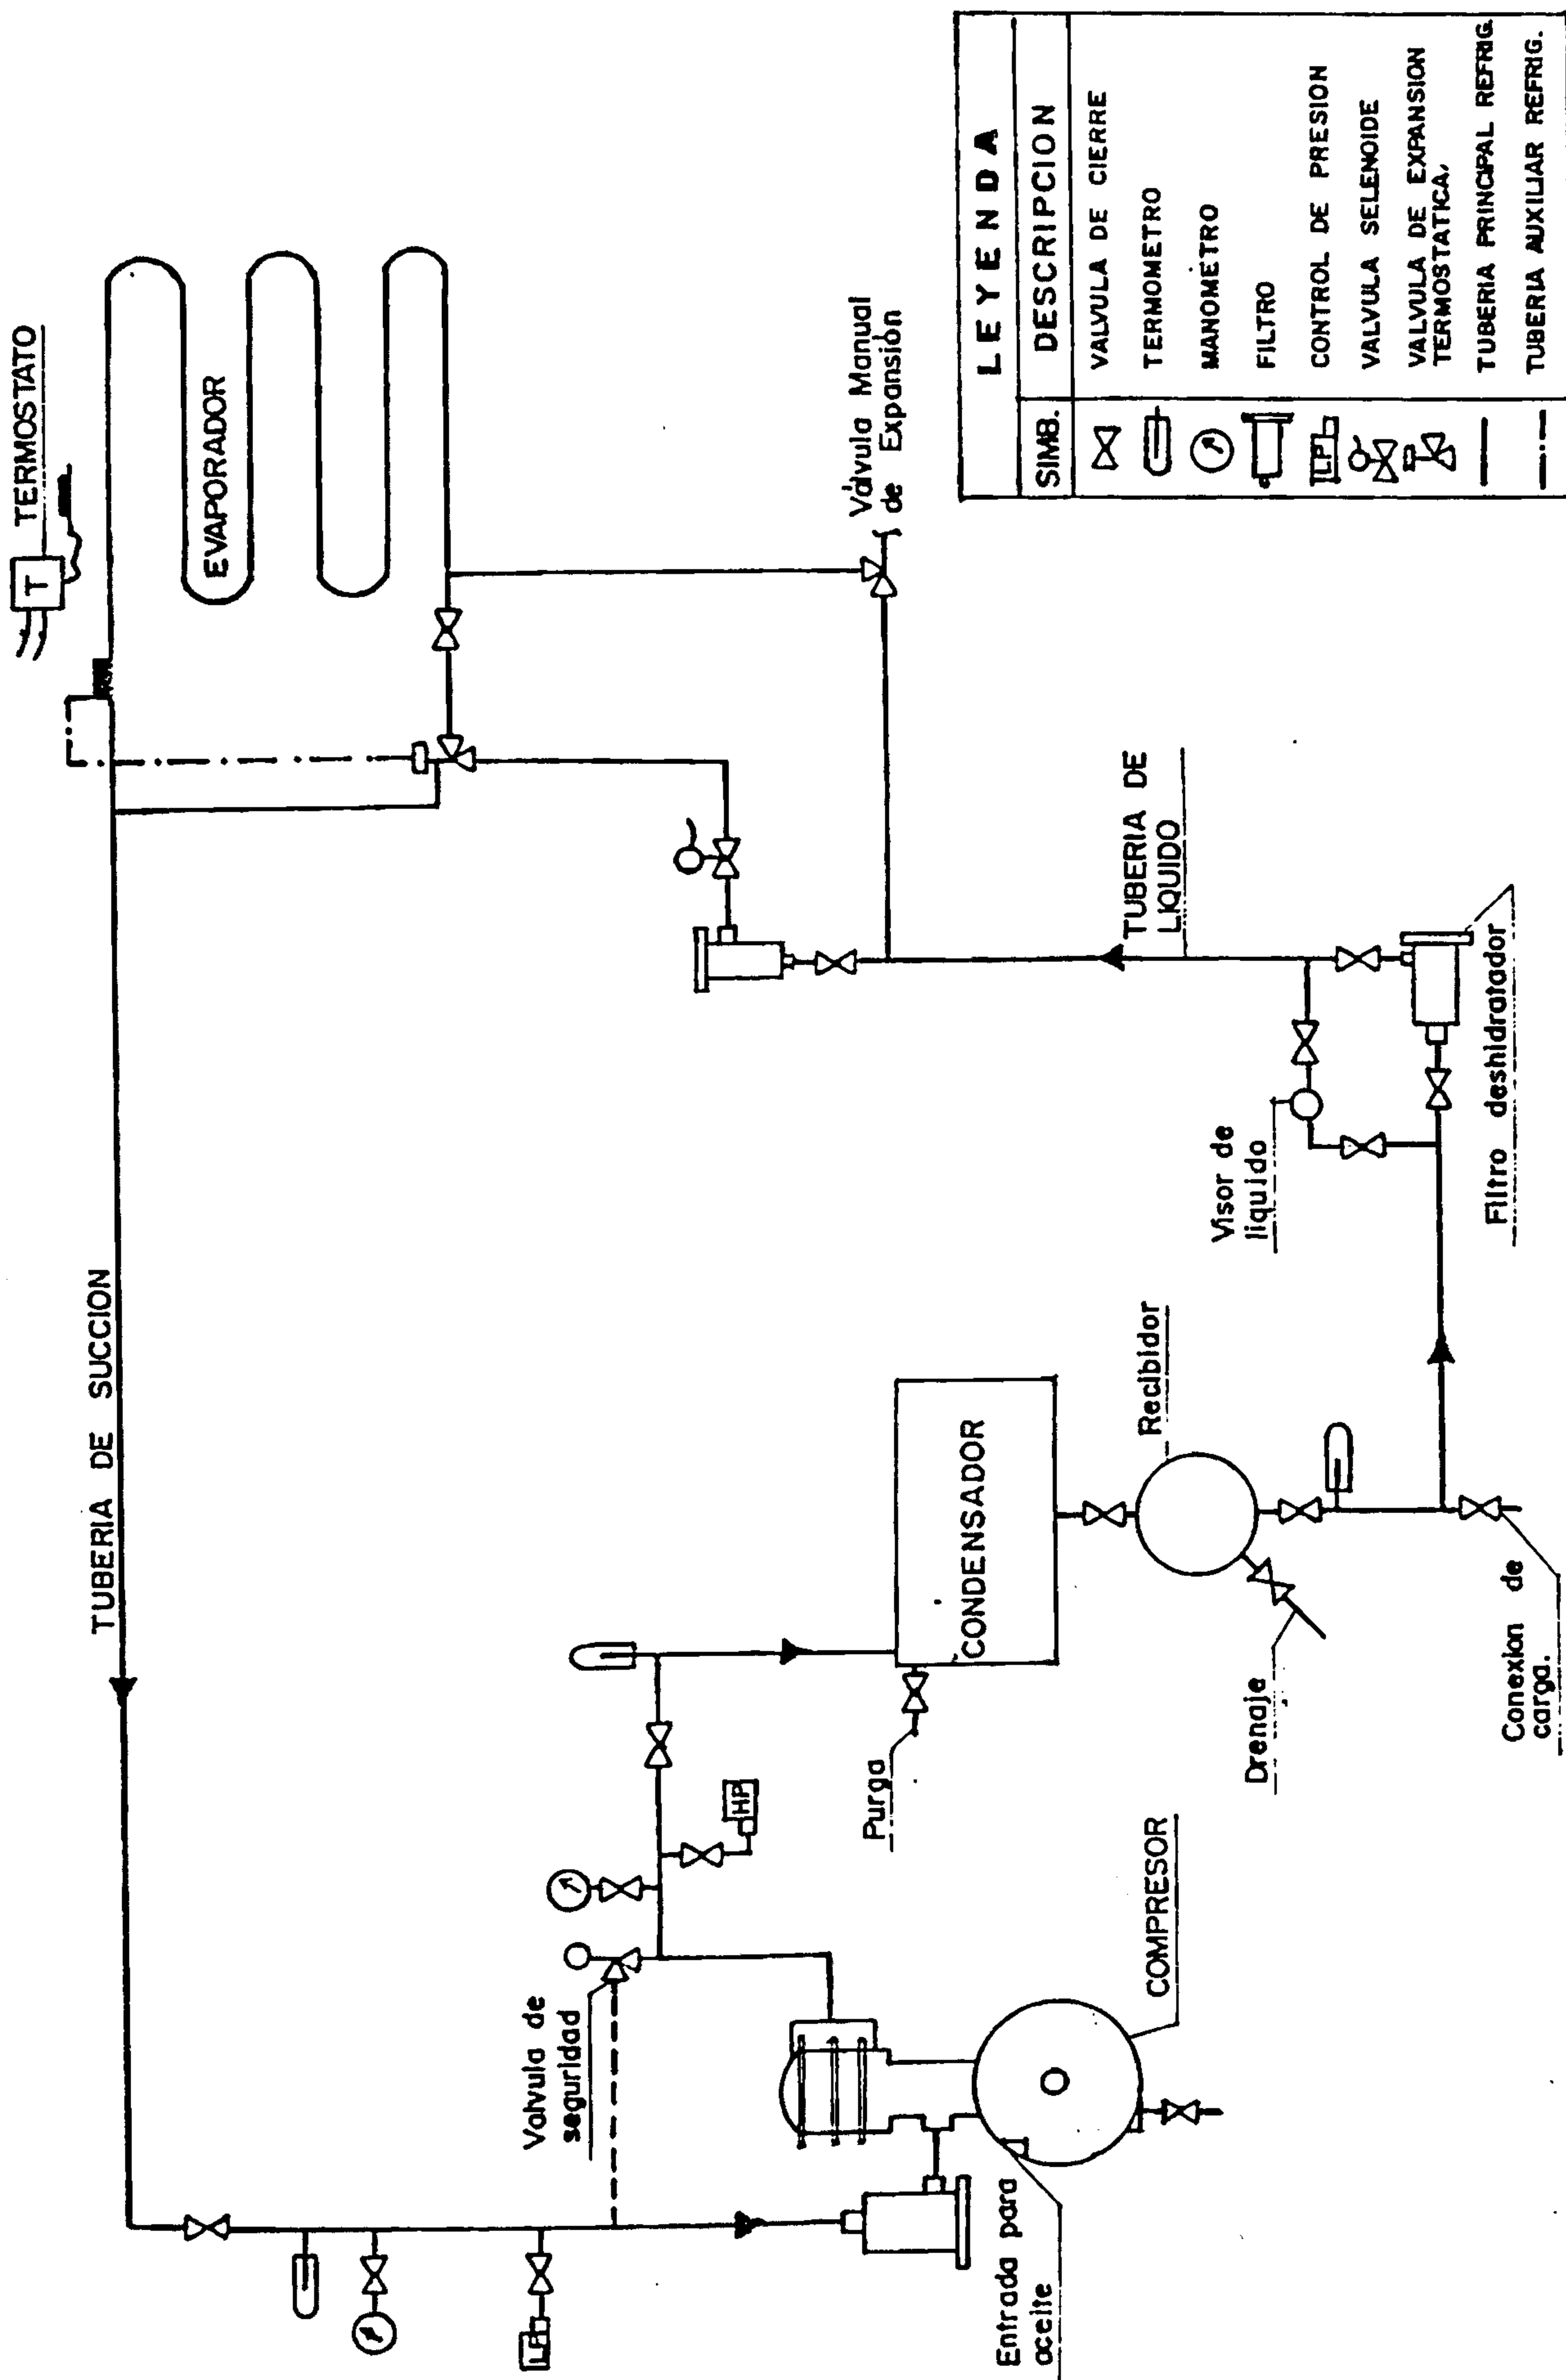 TERMOSTATO
T
EVAPORADOR
TUBERIA DE SUCCION
Válvula Manual
de Expansión
TUBERIA DE
LIQUIDO
Visor de
liquido
Filtro deshidratador
Recibidor
CONDENSADOR
Purga
Drenaje
Conexion de
carga.
HP
Valvula de
seguridad
COMPRESOR
LP
Entrada para
aceite
LEYENDA
SIMB. DESCRIPCION
VALVULA DE CIERRE
TERMOMETRO
MANOMETRO
FILTRO
LP CONTROL DE PRESION
VALVULA SELENOIDE
VALVULA DE EXPANSION
TERMOSTATICA.
TUBERIA PRINCIPAL REFRIG.
TUBERIA AUXILIAR REFRIG.